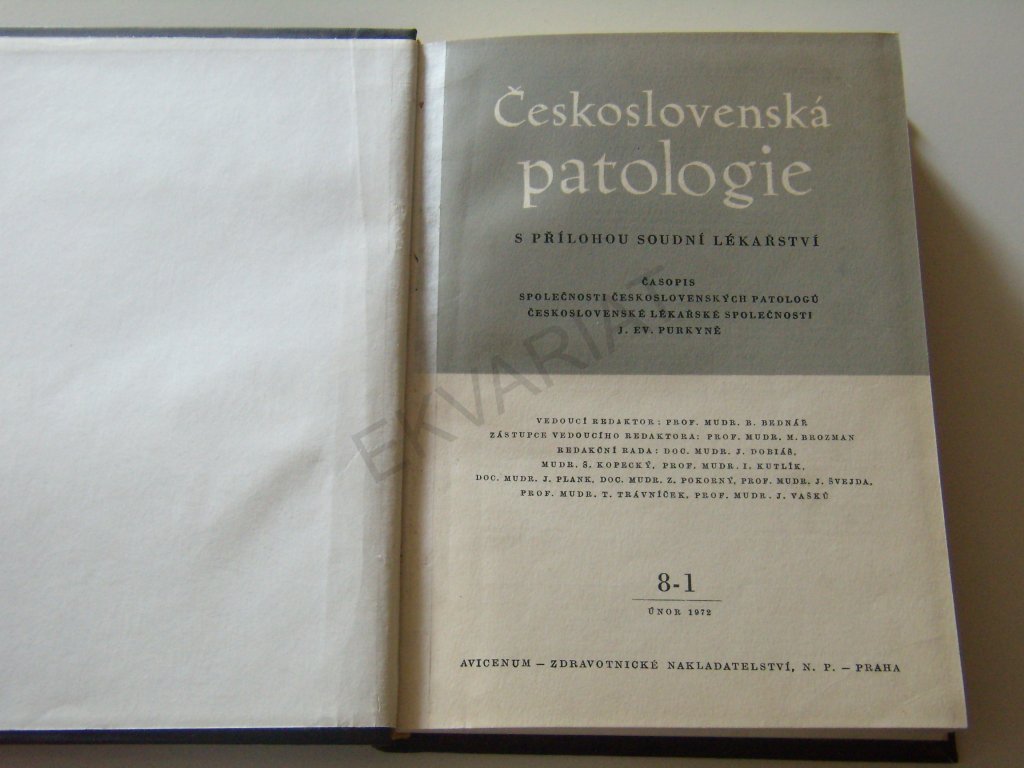 Československá
patologie
S PŘÍLOHOU SOUDNÍ LÉKAŘSTVÍ
ČASOPIS
SPOLEČNOSTI ČESKOSLOVENSKÝCH PATOLOGŮ
ČESKOSLOVENSKÉ LÉKAŘSKÉ SPOLEČNOSTI
J. EV. PURKYNĚ
EKVARIAT
VEDOUCÍ REDAKTOR: PROF. MUDR. B. BEDNÁŘ
ZÁSTUPCE VEDOUCÍHO REDAKTORA: PROF. MUDR. M. BROZMAN
REDAKČNÍ RADA: DOC. MUDR. J. DOBIÁŠ,
MUDR. Š. KOPECKÝ, PROF. MUDR. I. KUTLÍK,
DOC. MUDR. J. PLANK, DOC. MUDR. Z. POKORNÝ, PROF. MUDR. J. ŠVEJDA,
PROF. MUDR. T. TRÁVNÍČEK, PROF. MUDR. J. VAŠKŮ
8-1
ÚNOR 1972
AVICENUM — ZDRAVOTNICKÉ NAKLADATELSTVÍ, N. P. — PRAHA